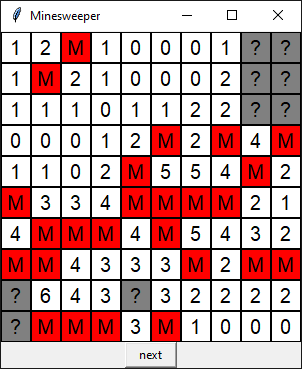 Minesweeper
1 2 M 1 0 0 0 1 ? ?
1 M 2 1 0 0 0 2 ? ?
1 1 1 0 1 1 2 2 ? ?
0 0 0 1 2 M 2 M 4 M
1 1 0 2 M 5 5 4 M 2
M 3 3 4 M M M M 2 1
4 M M M 4 M 5 4 3 2
M M 4 3 3 3 M 2 M M
? 6 4 3 ? 3 2 2 2 2
? M M M 3 M 1 0 0 0
next